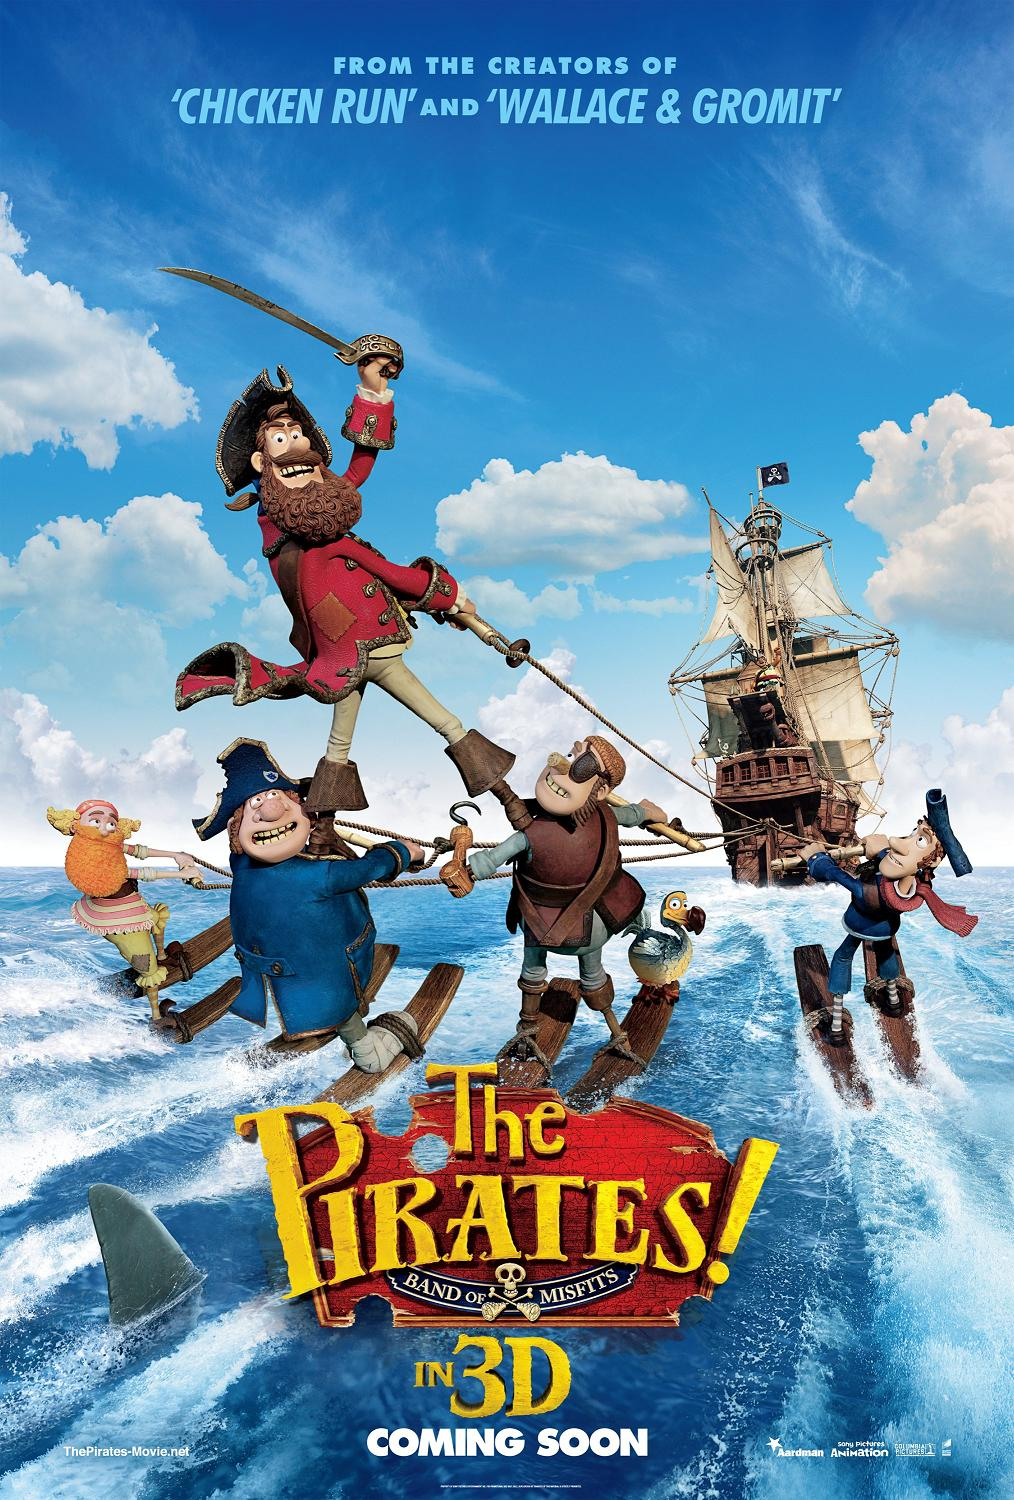 FROM THE CREATORS OF
'CHICKEN RUN' AND 'WALLACE & GROMIT'
The
PIRATES!
BAND OF MISFITS
IN 3D
COMING SOON
ThePirates-Movie.net
Aardman
Sony Pictures
ANIMATION
COLUMBIA
PICTURES